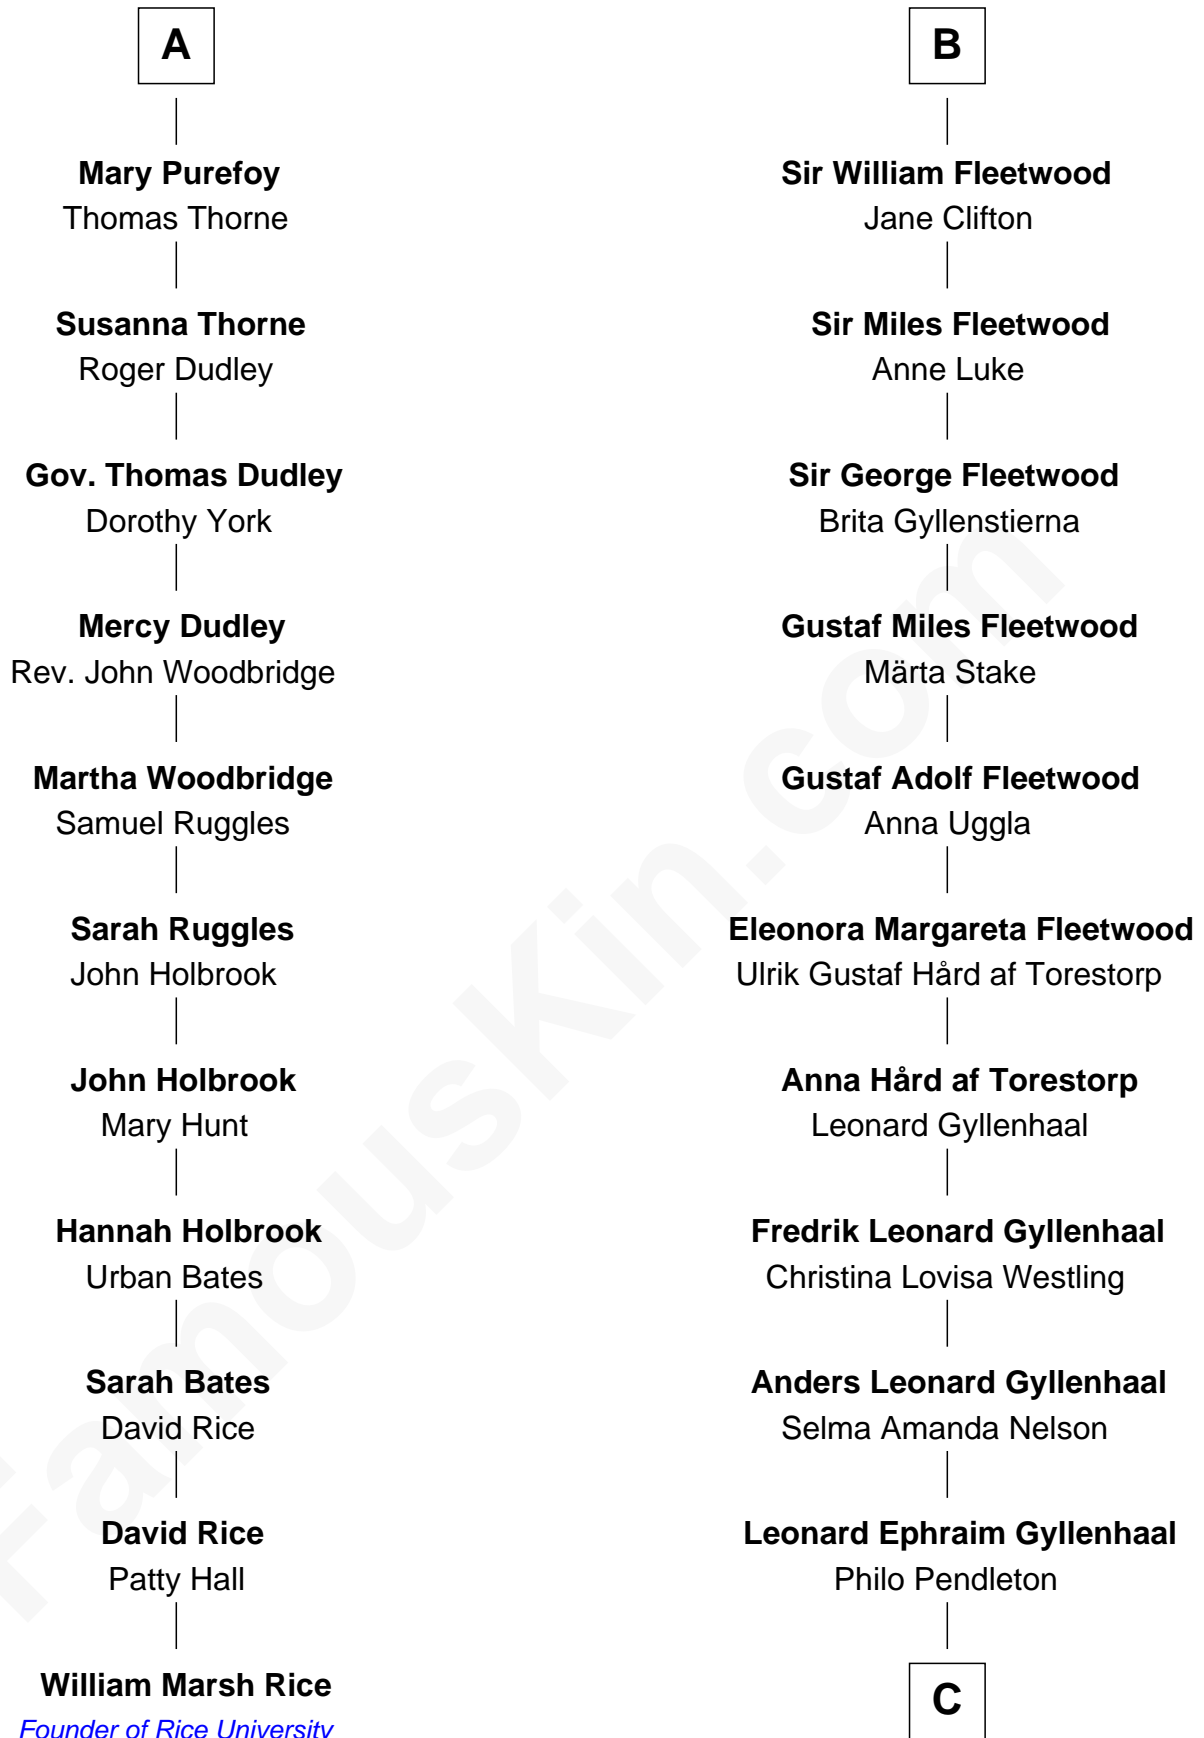 A
Mary Purefoy
Thomas Thorne
Susanna Thorne
Roger Dudley
Gov. Thomas Dudley
Dorothy York
Mercy Dudley
Rev. John Woodbridge
Martha Woodbridge
Samuel Ruggles
Sarah Ruggles
John Holbrook
John Holbrook
Mary Hunt
Hannah Holbrook
Urban Bates
Sarah Bates
David Rice
David Rice
Patty Hall
William Marsh Rice
Founder of Rice University
B
Sir William Fleetwood
Jane Clifton
Sir Miles Fleetwood
Anne Luke
Sir George Fleetwood
Brita Gyllenstierna
Gustaf Miles Fleetwood
Märta Stake
Gustaf Adolf Fleetwood
Anna Uggla
Eleonora Margareta Fleetwood
Ulrik Gustaf Hård af Torestorp
Anna Hård af Torestorp
Leonard Gyllenhaal
Fredrik Leonard Gyllenhaal
Christina Lovisa Westling
Anders Leonard Gyllenhaal
Selma Amanda Nelson
Leonard Ephraim Gyllenhaal
Philo Pendleton
C
FamousKin.com